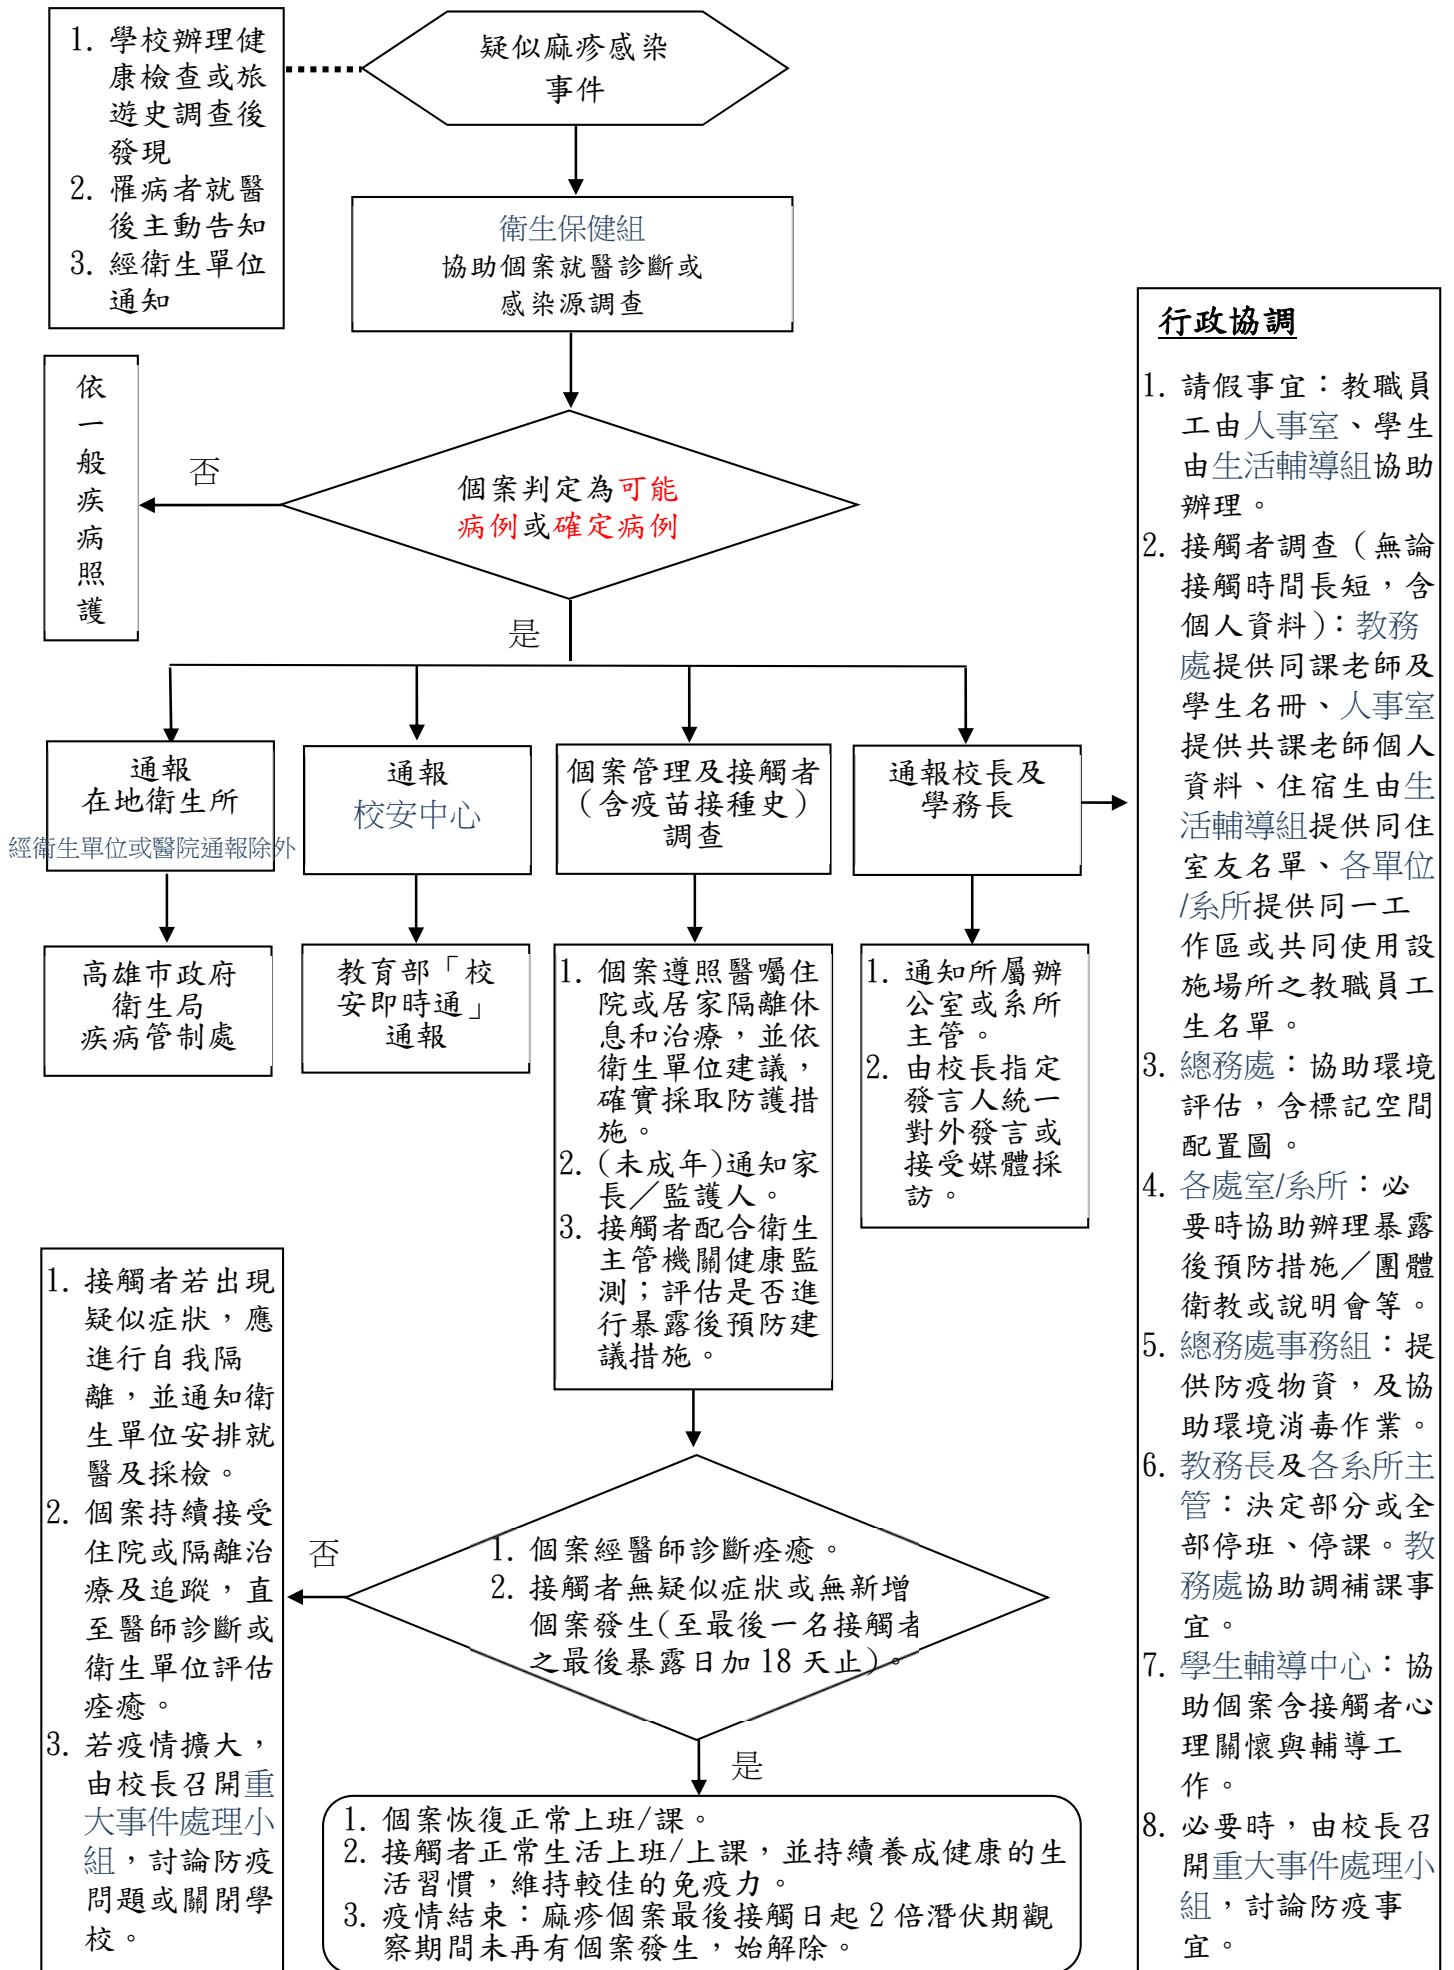 1. 學校辦理健
康檢查或旅
遊史調查後
發現
2. 罹病者就醫
後主動告知
3. 經衛生單位
通知
疑似麻疹感染
事件
衛生保健組
協助個案就醫診斷或
感染源調查
依
一
般
疾
病
照
護
否
個案判定為可能
病例或確定病例
是
通報
在地衛生所
經衛生單位或醫院通報除外
通報
校安中心
個案管理及接觸者
（含疫苗接種史）
調查
通報校長及
學務長
高雄市政府
衛生局
疾病管制處
教育部「校
安即時通」
通報
1. 個案遵照醫囑住
院或居家隔離休
息和治療，並依
衛生單位建議，
確實採取防護措
施。
2. (未成年)通知家
長／監護人。
3. 接觸者配合衛生
主管機關健康監
測；評估是否進
行暴露後預防建
議措施。
1. 通知所屬辦
公室或系所
主管。
2. 由校長指定
發言人統一
對外發言或
接受媒體採
訪。
1. 接觸者若出現
疑似症狀，應
進行自我隔
離，並通知衛
生單位安排就
醫及採檢。
2. 個案持續接受
住院或隔離治
療及追蹤，直
至醫師診斷或
衛生單位評估
痊癒。
3. 若疫情擴大，
由校長召開重
大事件處理小
組，討論防疫
問題或關閉學
校。
否
1. 個案經醫師診斷痊癒。
2. 接觸者無疑似症狀或無新增
個案發生(至最後一名接觸者
之最後暴露日加 18 天止)。
是
1. 個案恢復正常上班/課。
2. 接觸者正常生活上班/上課，並持續養成健康的生
活習慣，維持較佳的免疫力。
3. 疫情結束：麻疹個案最後接觸日起 2 倍潛伏期觀
察期間未再有個案發生，始解除。
行政協調
1. 請假事宜：教職員
工由人事室、學生
由生活輔導組協助
辦理。
2. 接觸者調查（無論
接觸時間長短，含
個人資料）：教務
處提供同課老師及
學生名冊、人事室
提供共課老師個人
資料、住宿生由生
活輔導組提供同住
室友名單、各單位
/系所提供同一工
作區或共同使用設
施場所之教職員工
生名單。
3. 總務處：協助環境
評估，含標記空間
配置圖。
4. 各處室/系所：必
要時協助辦理暴露
後預防措施／團體
衛教或說明會等。
5. 總務處事務組：提
供防疫物資，及協
助環境消毒作業。
6. 教務長及各系所主
管：決定部分或全
部停班、停課。教
務處協助調補課事
宜。
7. 學生輔導中心：協
助個案含接觸者心
理關懷與輔導工
作。
8. 必要時，由校長召
開重大事件處理小
組，討論防疫事
宜。